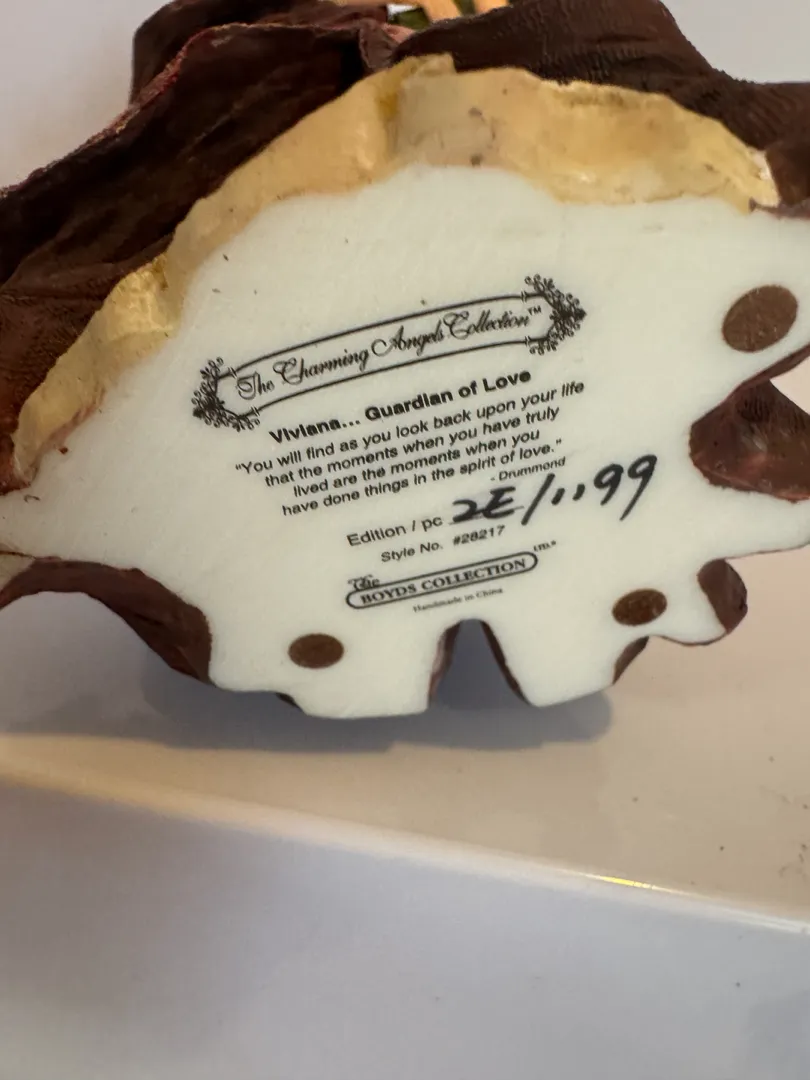 The Charming Angels Collection™
Viviana... Guardian of Love
"You will find as you look back upon your life
that the moments when you have truly
lived are the moments when you
have done things in the spirit of love."
- Drummond
Edition / pc 2E/1199
Style No. #28217
The
BOYDS COLLECTION LTD.®
Handmade in China